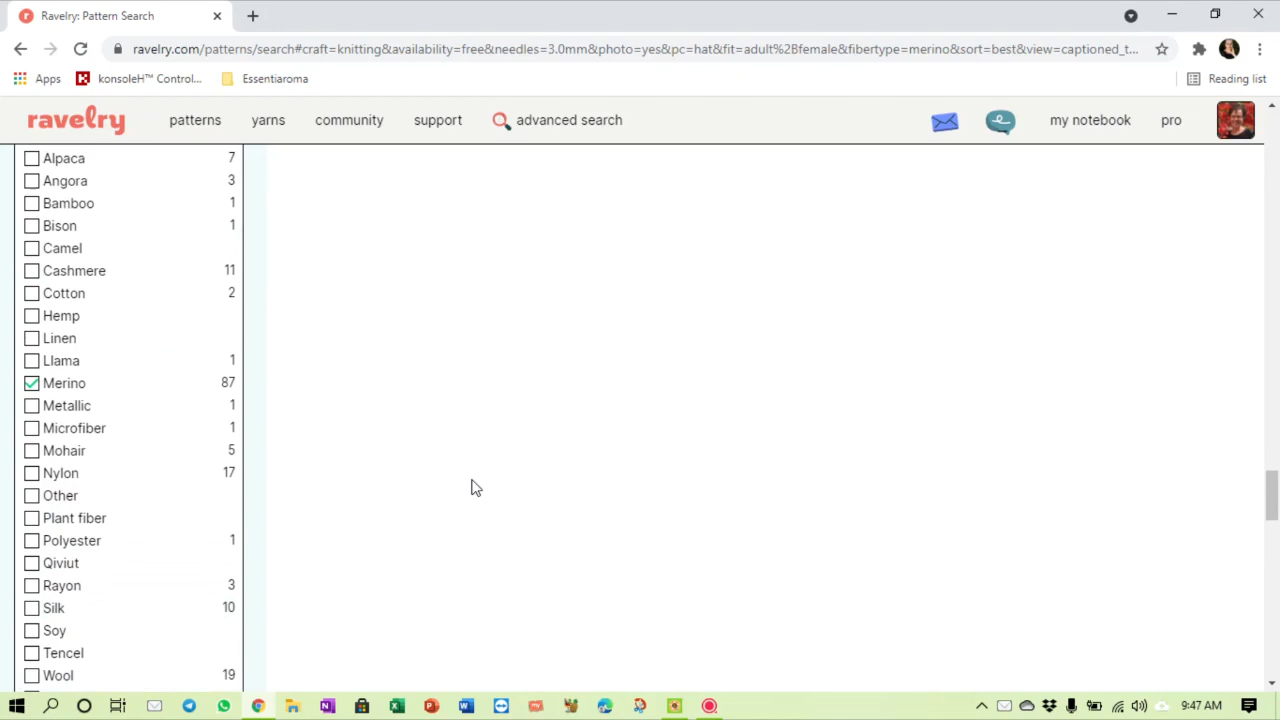 Ravelry: Pattern Search
ravelry.com/patterns/search#craft=knitting&availability=free&needles=3.0mm&photo=yes&pc=hat&fit=adult%2Bfemale&fibertype=merino&sort=best&view=captioned_t...
Apps konsoleH™ Control... Essentiaroma Reading list
ravelry patterns yarns community support advanced search my notebook pro
Alpaca 7
Angora 3
Bamboo 1
Bison 1
Camel
Cashmere 11
Cotton 2
Hemp
Linen
Llama 1
Merino 87
Metallic 1
Microfiber 1
Mohair 5
Nylon 17
Other
Plant fiber
Polyester 1
Qiviut
Rayon 3
Silk 10
Soy
Tencel
Wool 19
9:47 AM